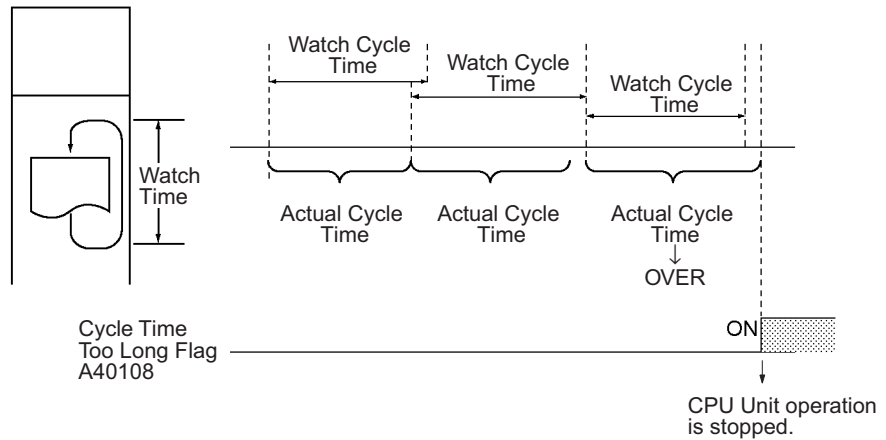 Watch Cycle
Time
Watch Cycle
Time
Watch Cycle
Time
Watch
Time
Actual Cycle
Time
Actual Cycle
Time
Actual Cycle
Time
↓
OVER
Cycle Time
Too Long Flag
A40108
ON
CPU Unit operation
is stopped.